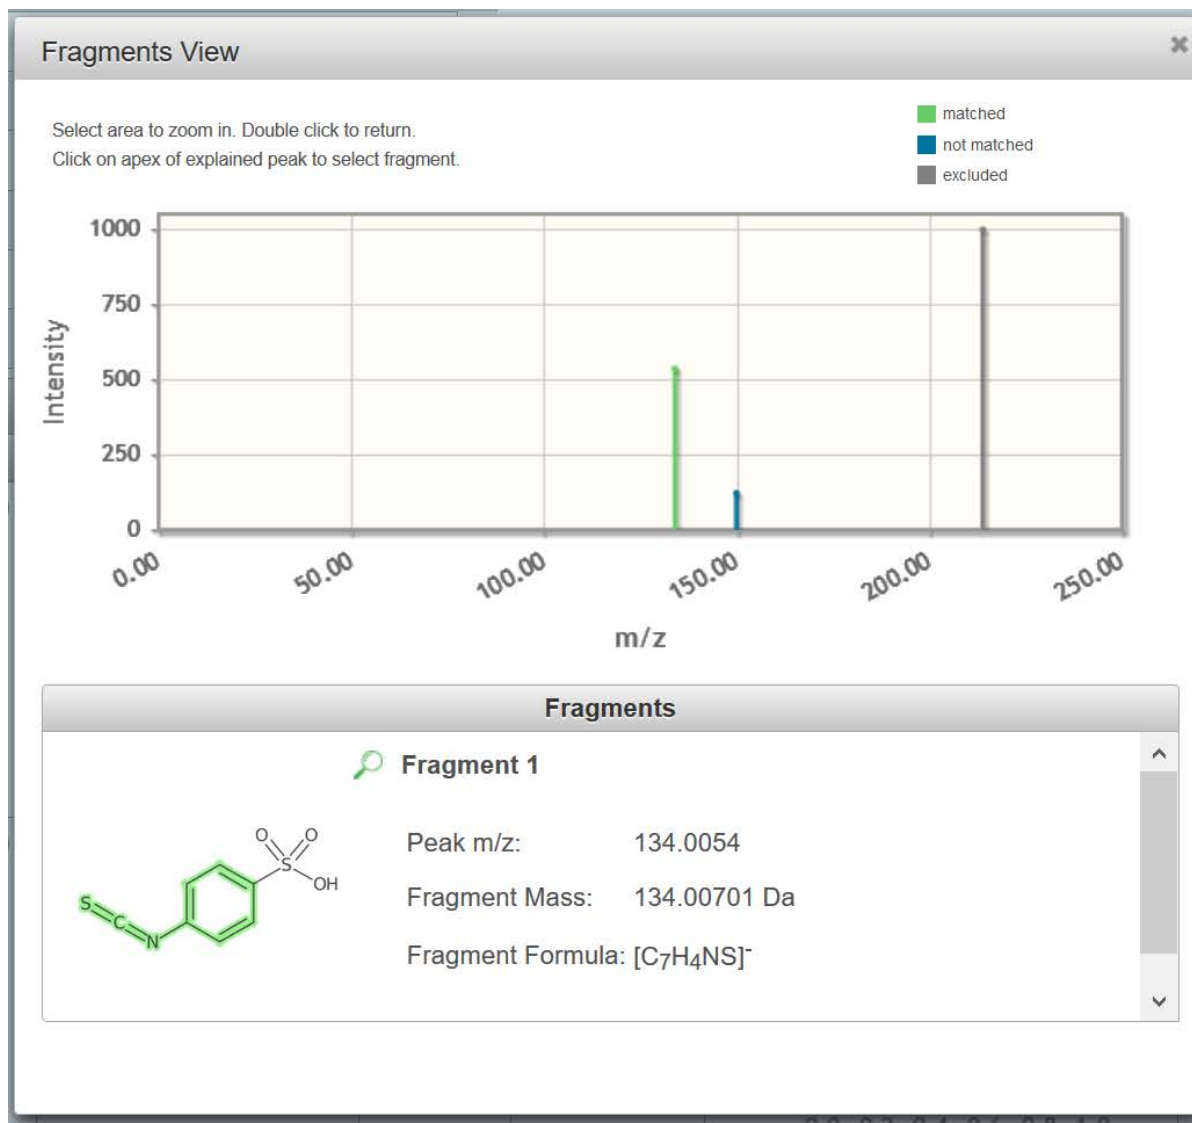 Fragments View
Select area to zoom in. Double click to return.
Click on apex of explained peak to select fragment.
matched
not matched
excluded
1000
750
500
250
0
Intensity
0.00
50.00
100.00
150.00
200.00
250.00
m/z
Fragments
Fragment 1
Peak m/z: 134.0054
Fragment Mass: 134.00701 Da
Fragment Formula: [C7H4NS]-
O O
S
OH
S
C
N